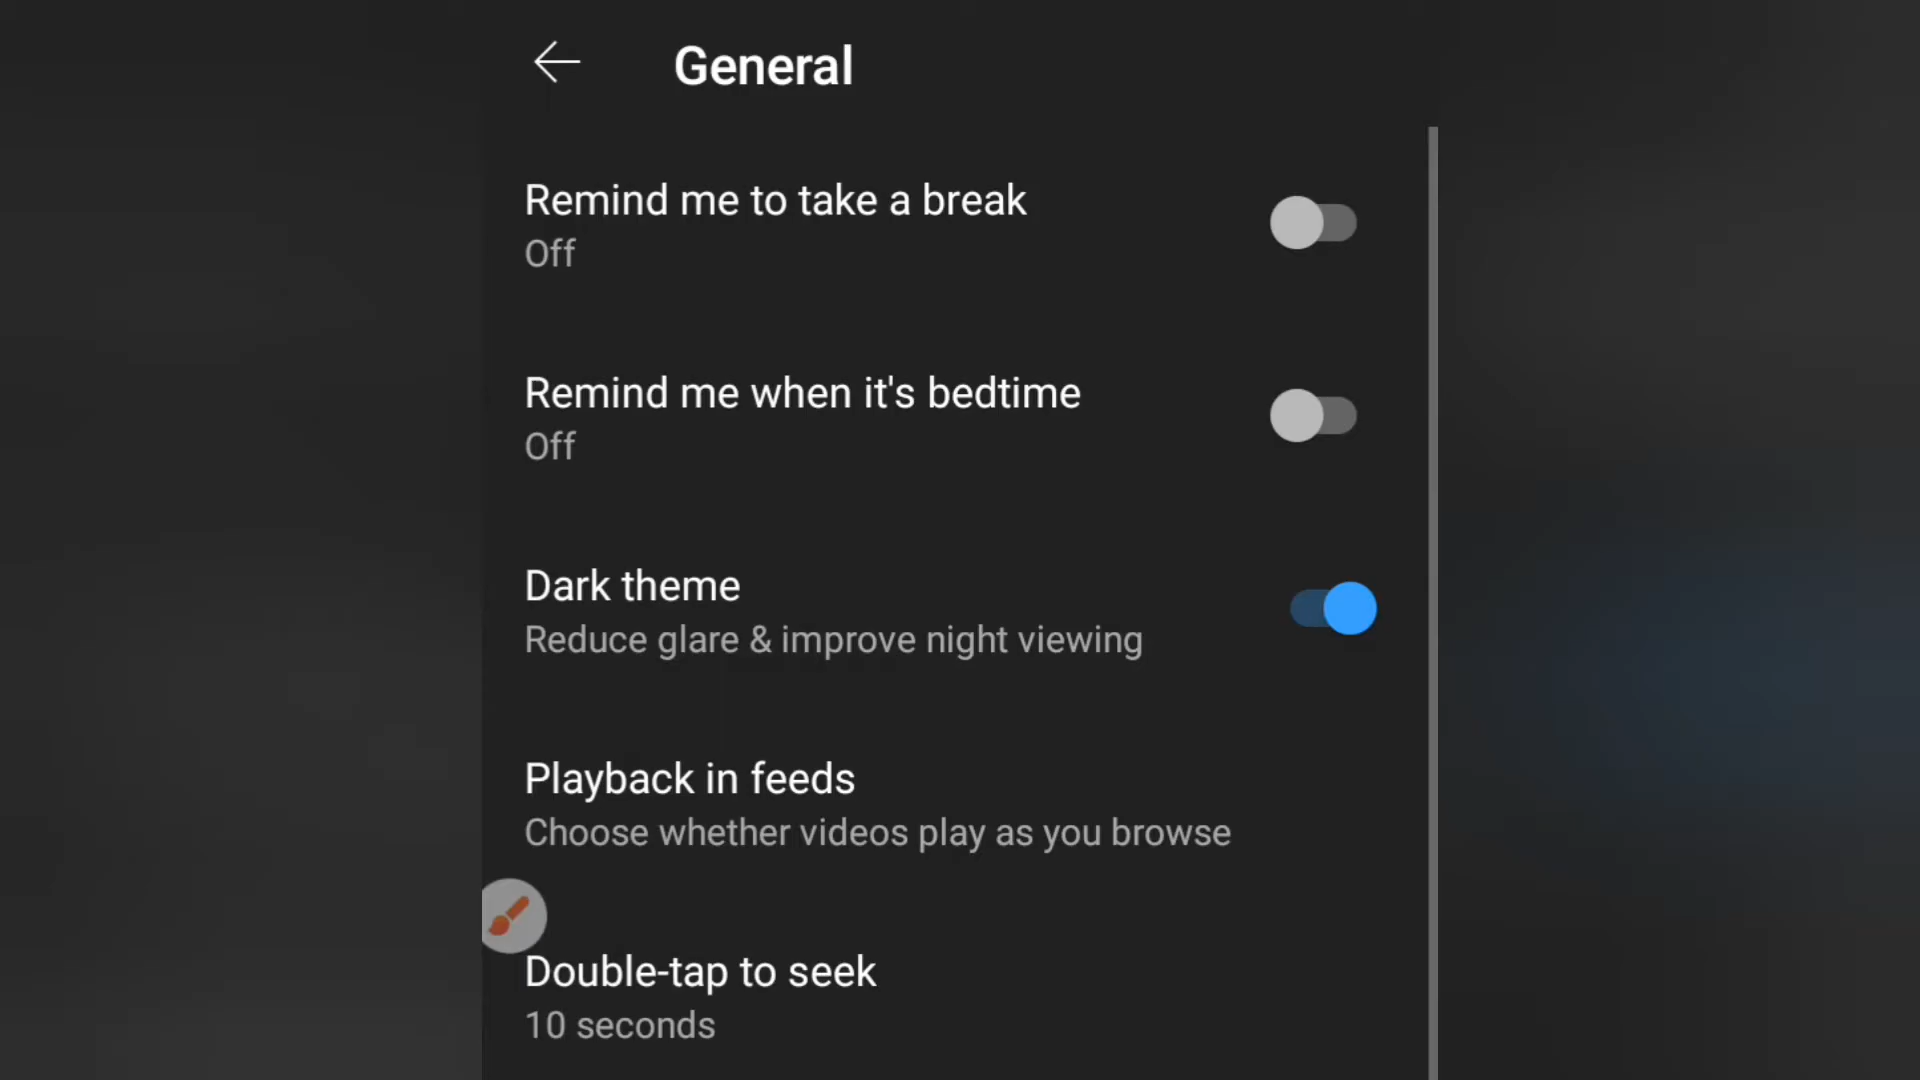 General
Remind me to take a break
Off
Remind me when it's bedtime
Off
Dark theme
Reduce glare & improve night viewing
Playback in feeds
Choose whether videos play as you browse
Double-tap to seek
10 seconds